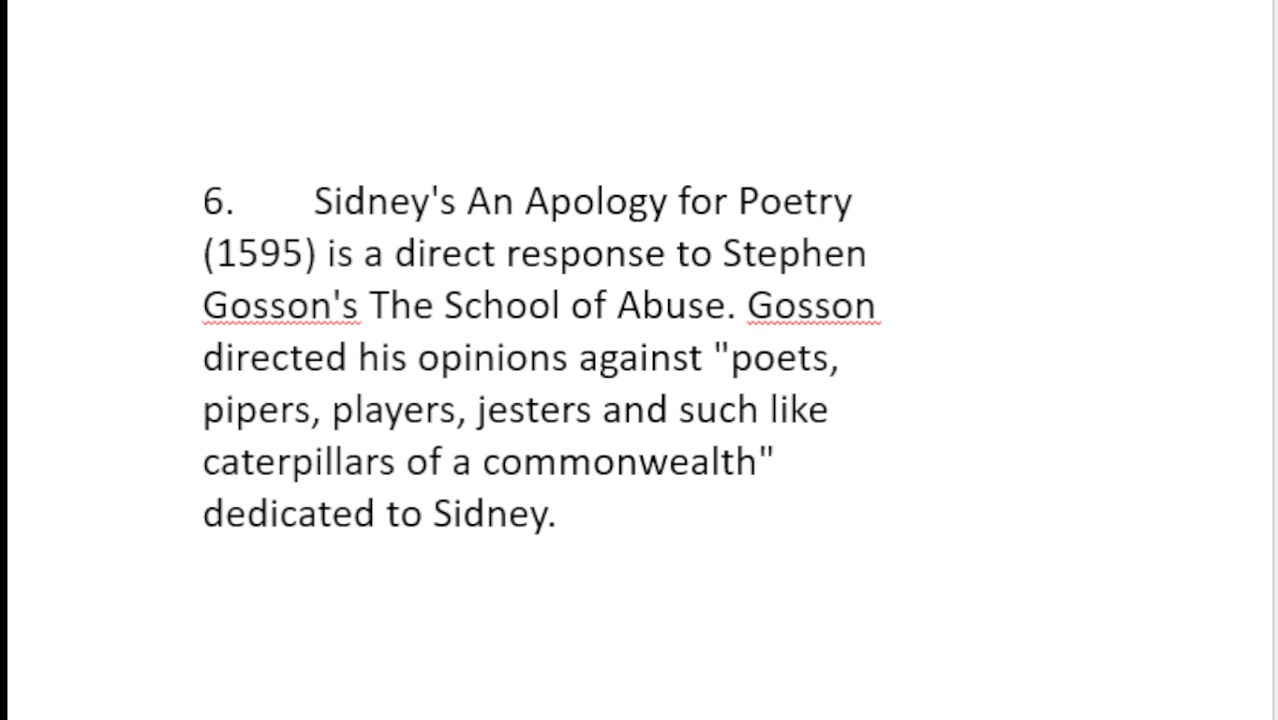 6. Sidney's An Apology for Poetry
(1595) is a direct response to Stephen
Gosson's The School of Abuse. Gosson
directed his opinions against "poets,
pipers, players, jesters and such like
caterpillars of a commonwealth"
dedicated to Sidney.